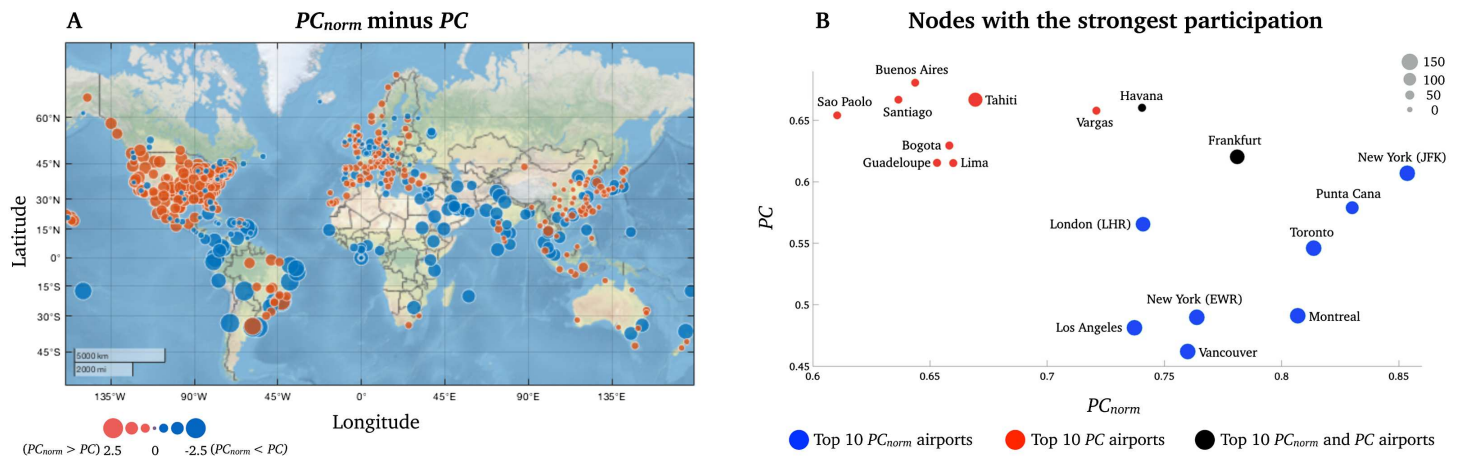 A
PCnorm minus PC
60°N
45°N
30°N
15°N
0°
15°S
30°S
45°S
Latitude
5000 km
2000 mi
135°W
90°W
45°W
0°
45°E
90°E
135°E
Longitude
(PCnorm > PC) 2.5
0
-2.5 (PCnorm < PC)
B
Nodes with the strongest participation
150
100
50
0
Buenos Aires
Sao Paolo
Santiago
Tahiti
Vargas
Havana
Bogota
Guadeloupe
Lima
Frankfurt
New York (JFK)
Punta Cana
London (LHR)
Toronto
New York (EWR)
Los Angeles
Montreal
Vancouver
0.65
0.6
0.55
0.5
0.45
PC
0.6
0.65
0.7
0.75
0.8
0.85
PCnorm
Top 10 PCnorm airports
Top 10 PC airports
Top 10 PCnorm and PC airports